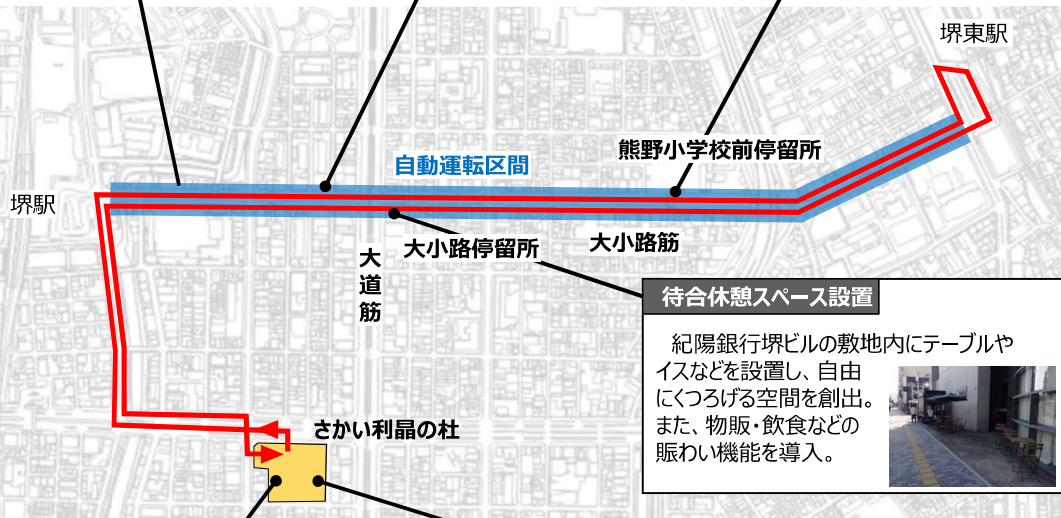 堺東駅
熊野小学校前停留所
自動運転区間
堺駅
大小路停留所
大小路筋
大道筋
待合休憩スペース設置
紀陽銀行堺ビルの敷地内にテーブルや
イスなどを設置し、自由
にくつろげる空間を創出。
また、物販・飲食などの
賑わい機能を導入。
さかい利晶の杜